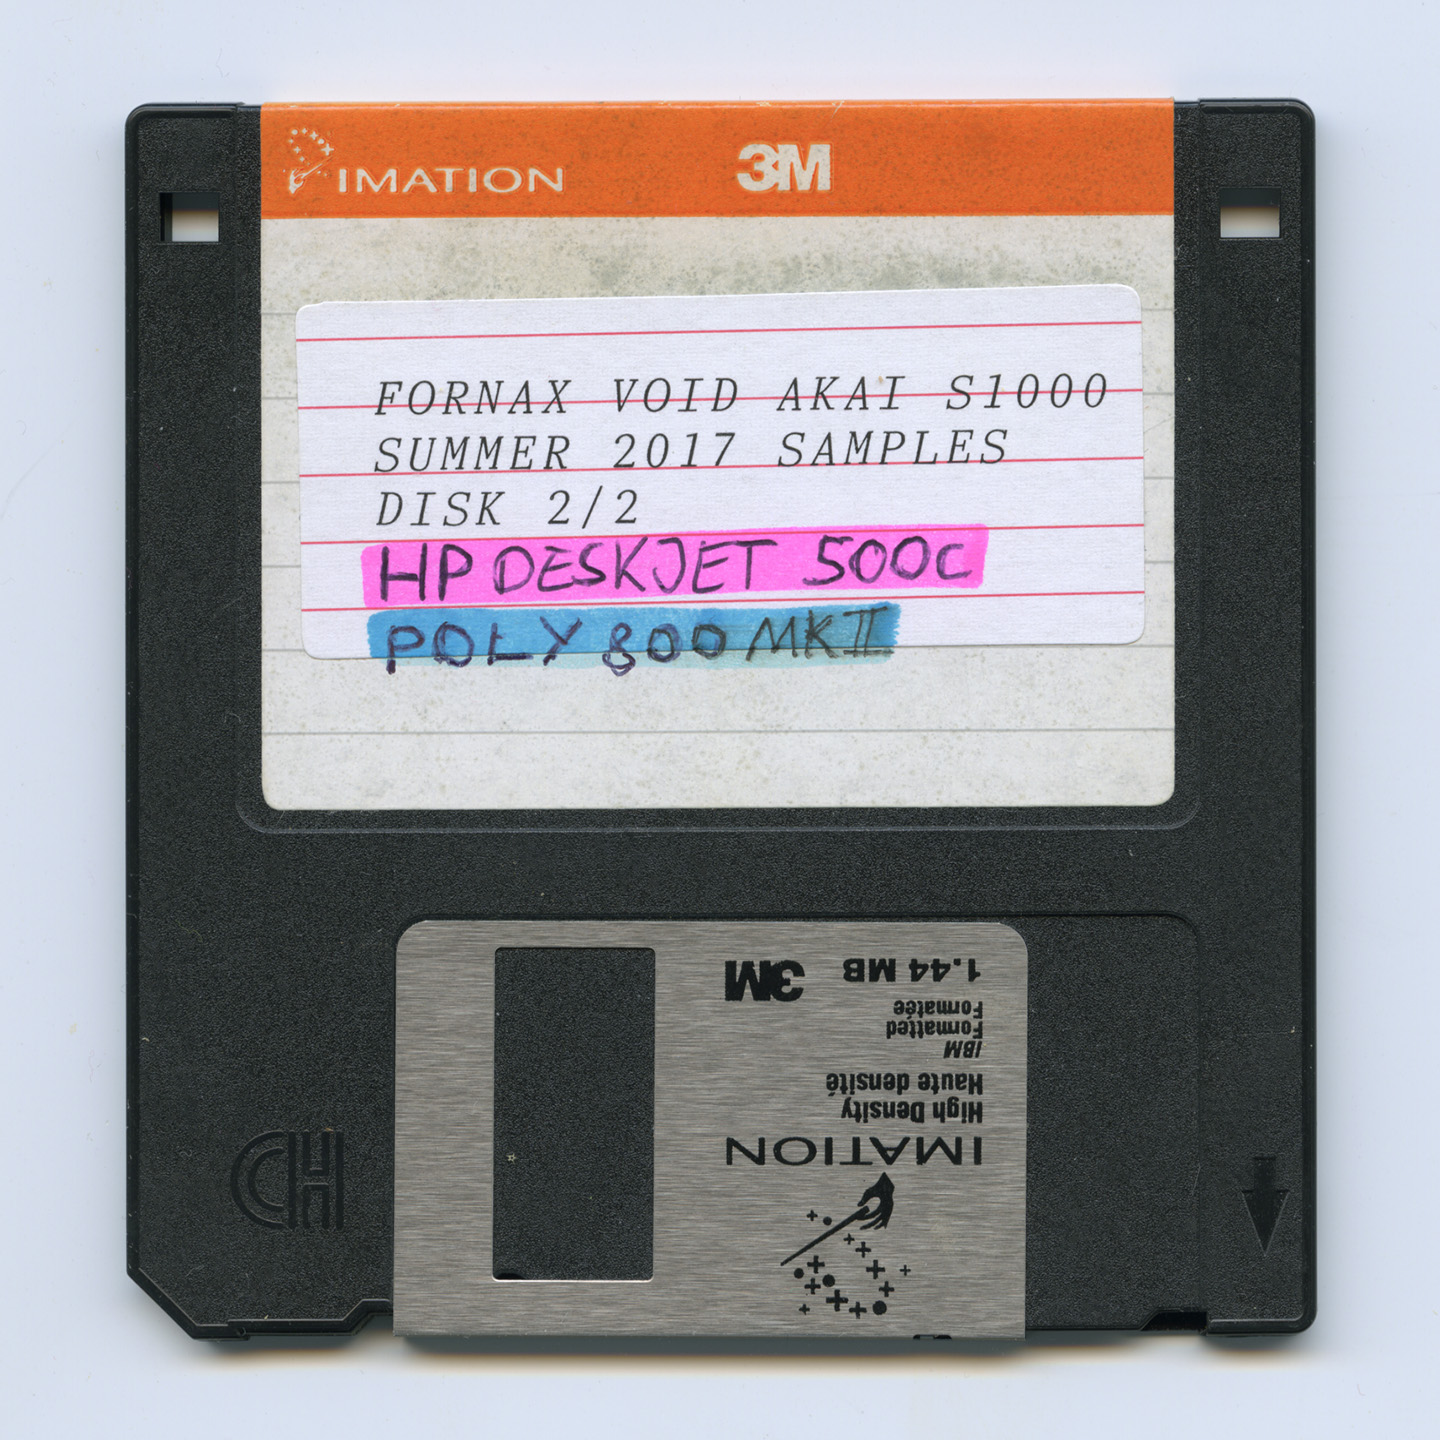 IMATION 3M
FORNAX VOID AKAI S1000
SUMMER 2017 SAMPLES
DISK 2/2
HP DESKJET 500C
POLY 800 MKII
IMATION
High Density
Haute densité
IBM
Formatted
Formatée
3M 1.44 MB